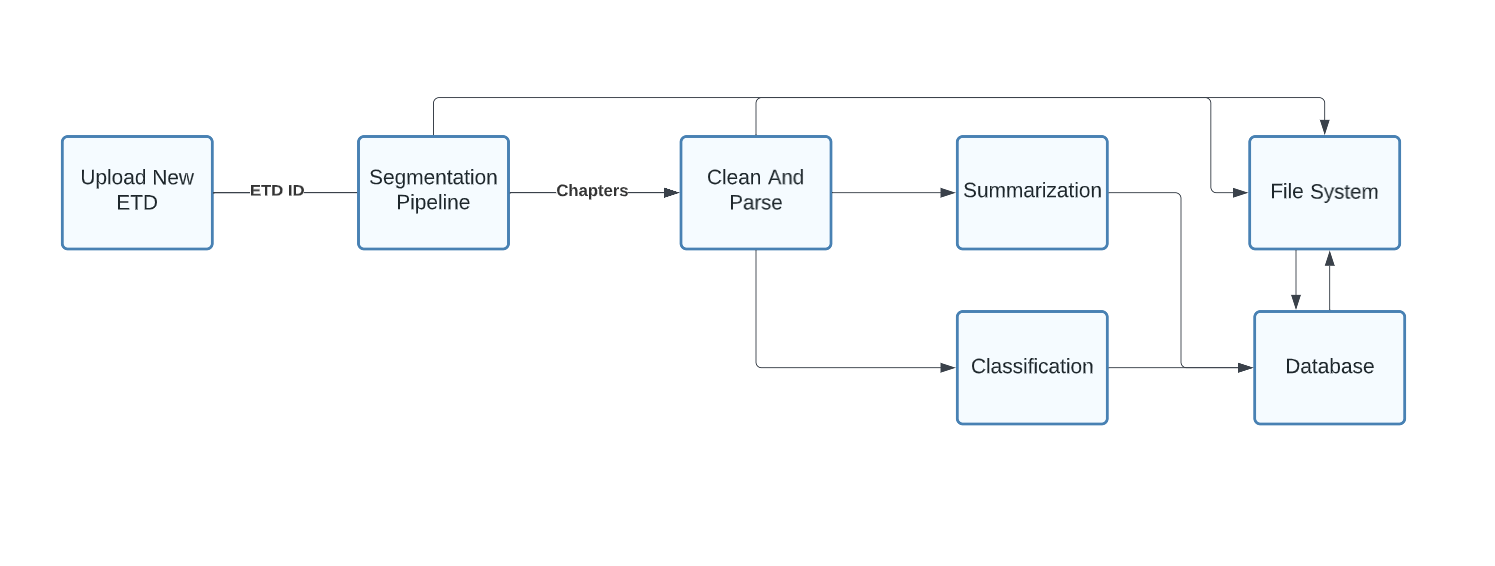 Upload New
ETD
ETD ID
Segmentation
Pipeline
Chapters
Clean And
Parse
Summarization
File System
Classification
Database